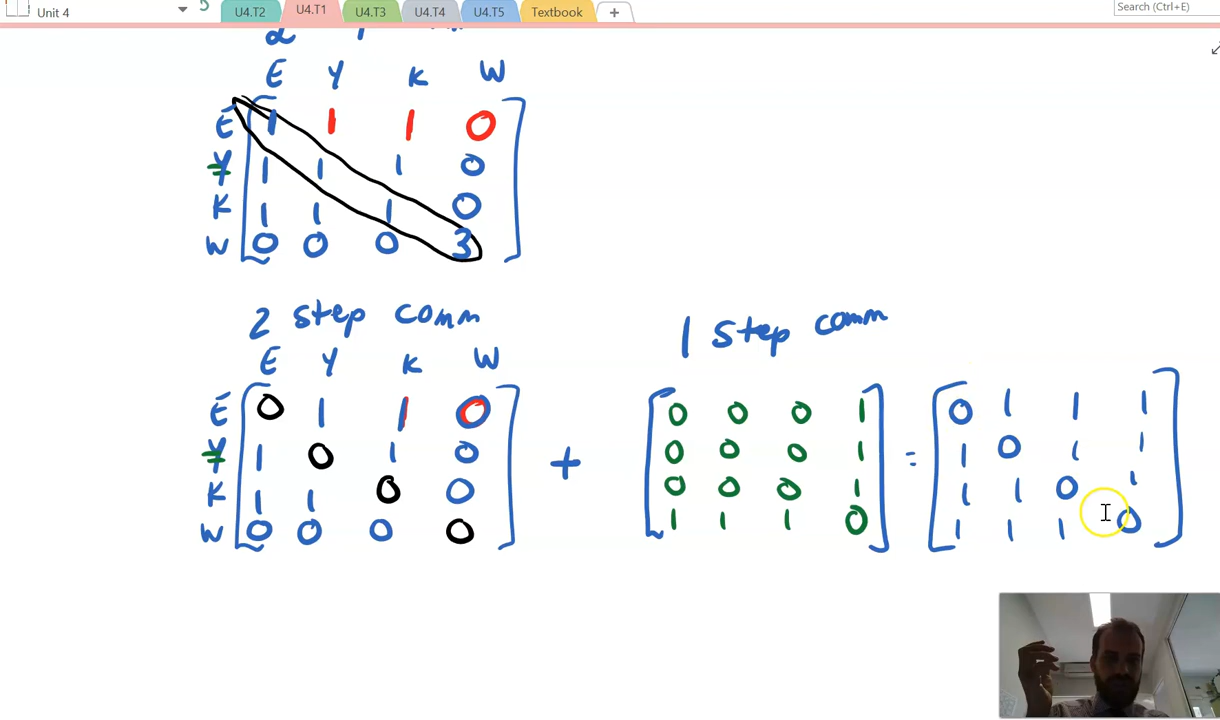 Unit 4 U4.T2 U4.T1 U4.T3 U4.T4 U4.T5 Textbook + Search (Ctrl+E)
E Y K W
E 1 1 1 0
Y 1 1 1 0
K 1 1 1 0
W 0 0 0 3
2 step comm 1 step comm
E Y K W
E 0 1 1 0 0 0 0 1 0 1 1 1
Y 1 0 1 0 + 0 0 0 1 = 1 0 1 1
K 1 1 0 0 0 0 0 1 1 1 0 1
W 0 0 0 0 1 1 1 0 1 1 1 0